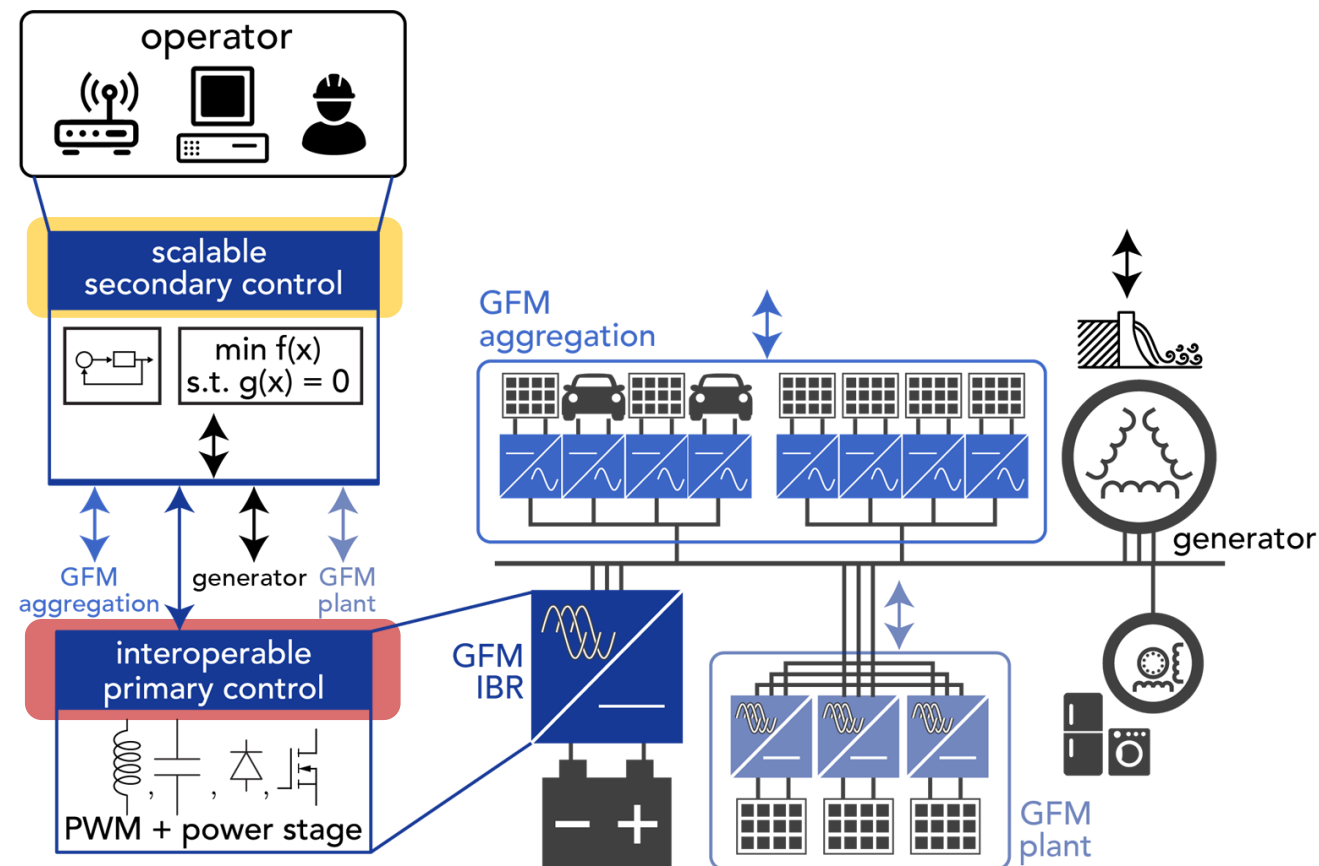 operator
scalable
secondary control
min f(x)
s.t. g(x) = 0
GFM
aggregation
generator
GFM
plant
interoperable
primary control
, , ,
PWM + power stage
GFM
aggregation
generator
GFM
IBR
GFM
plant